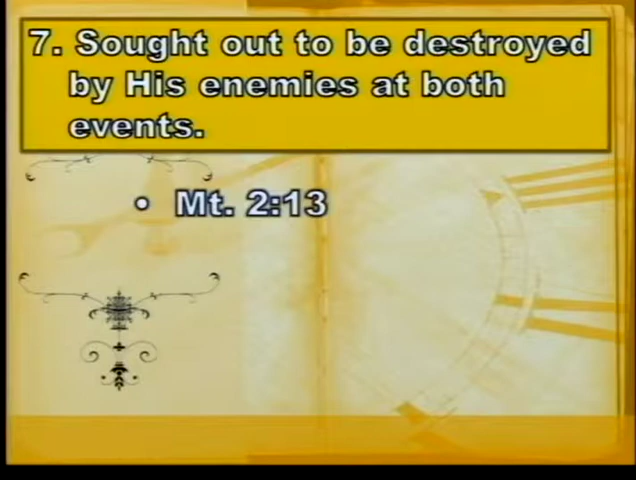 7. Sought out to be destroyed
by His enemies at both
events.
• Mt. 2:13